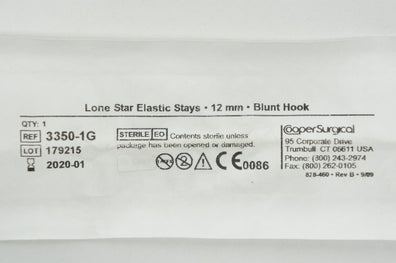 Lone Star Elastic Stays • 12 mm • Blunt Hook
QTY: 1
REF 3350-1G
LOT 179215
2020-01
STERILE EO Contents sterile unless
package has been opened or damaged.
CE 0086
CooperSurgical
95 Corporate Drive
Trumbull, CT 06611 USA
Phone: (800) 243-2974
Fax: (800) 262-0105
828-460 • Rev B • 9/09